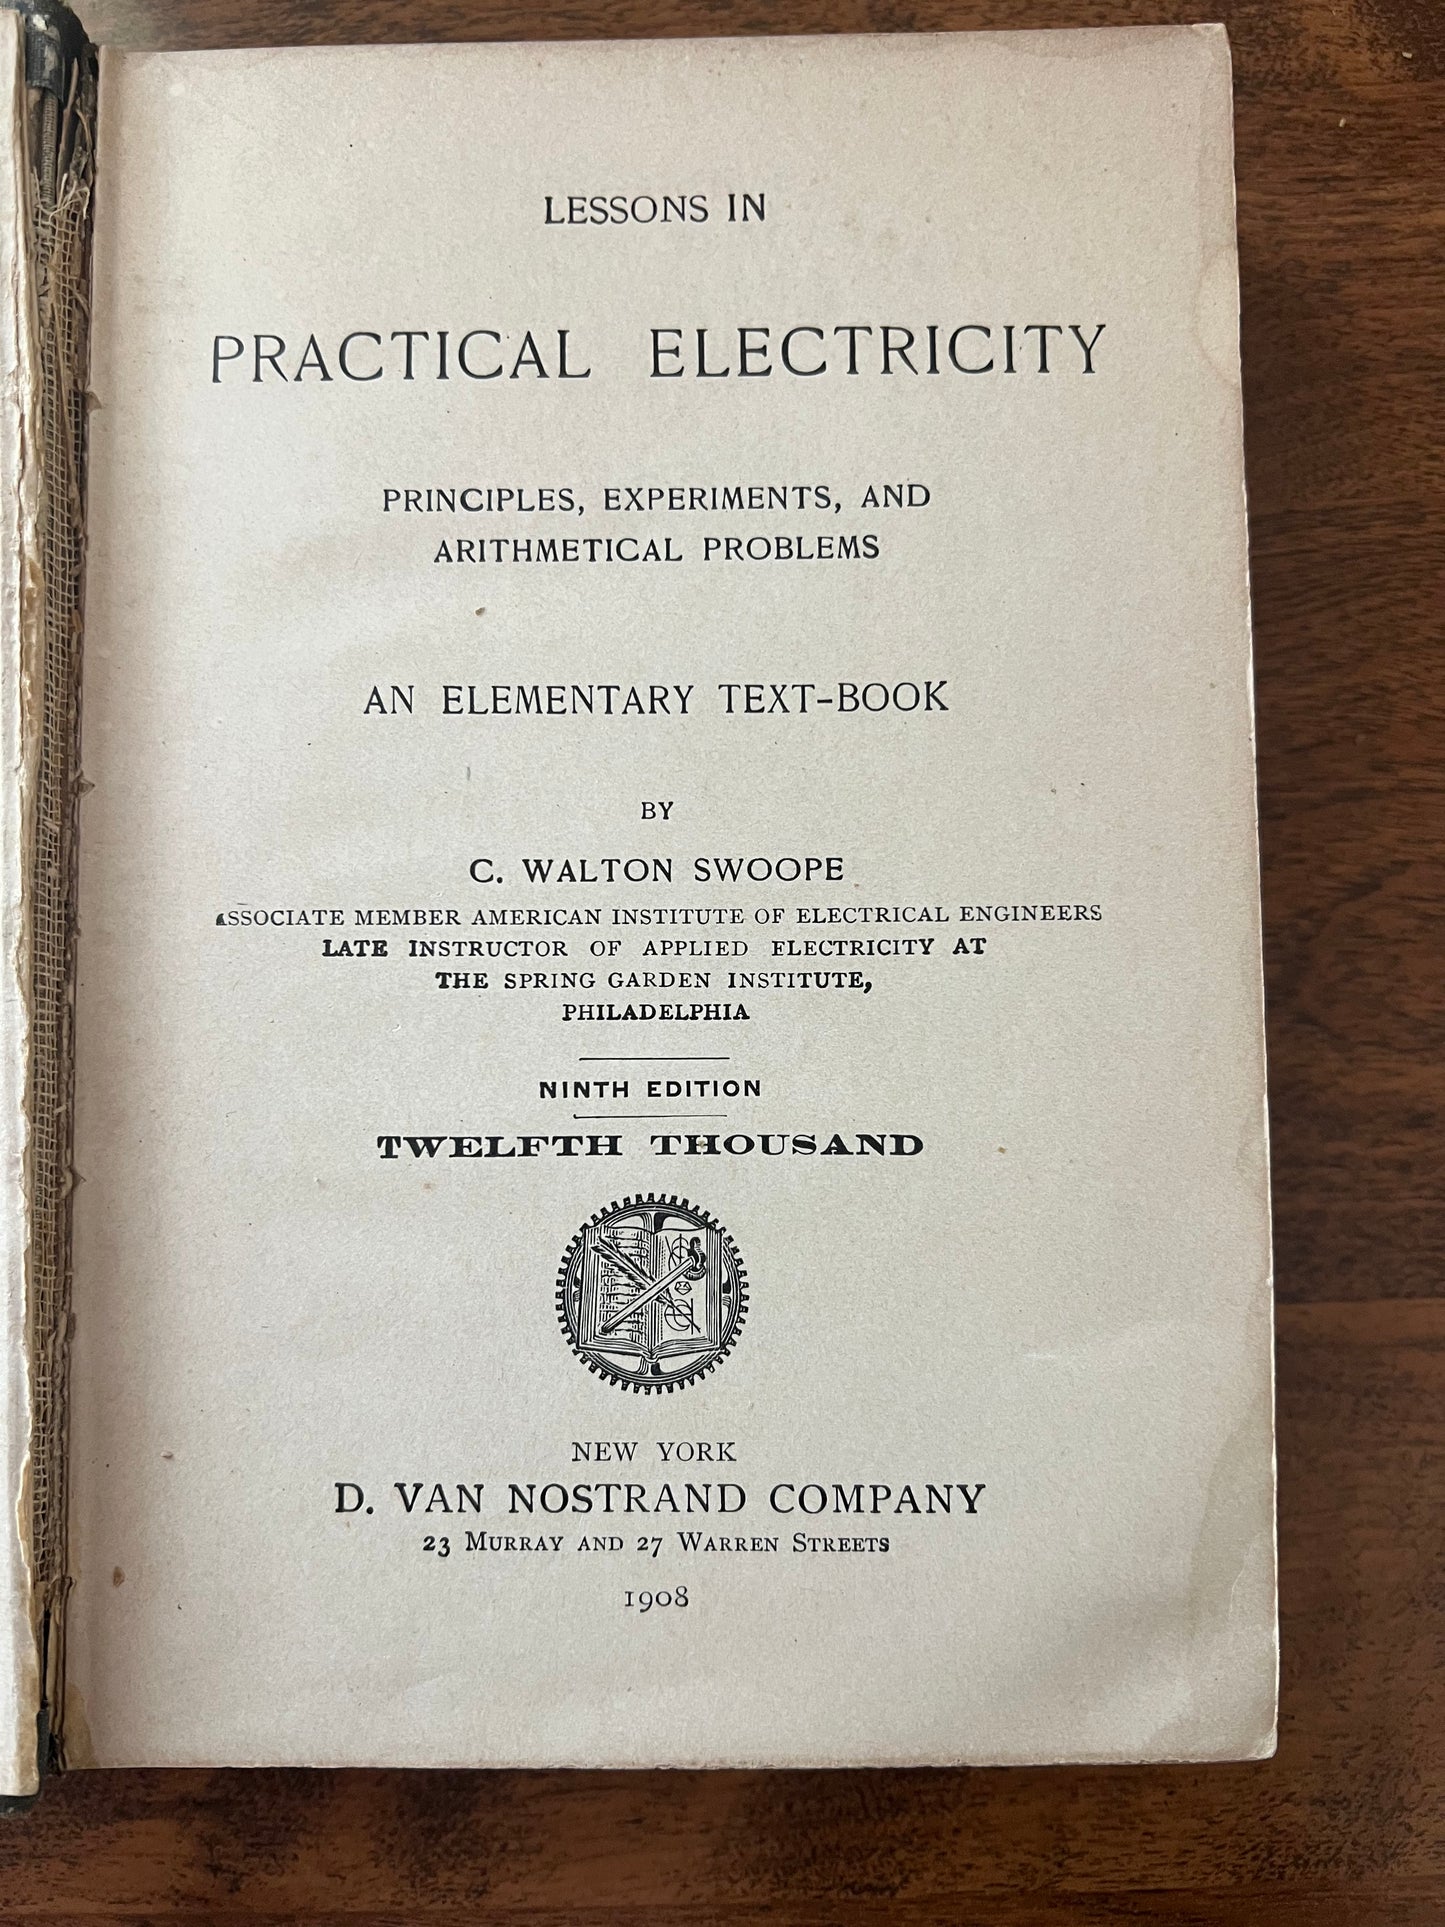 LESSONS IN
PRACTICAL ELECTRICITY
PRINCIPLES, EXPERIMENTS, AND
ARITHMETICAL PROBLEMS
AN ELEMENTARY TEXT-BOOK
BY
C. WALTON SWOOPE
ASSOCIATE MEMBER AMERICAN INSTITUTE OF ELECTRICAL ENGINEERS
LATE INSTRUCTOR OF APPLIED ELECTRICITY AT
THE SPRING GARDEN INSTITUTE,
PHILADELPHIA
NINTH EDITION
TWELFTH THOUSAND
NEW YORK
D. VAN NOSTRAND COMPANY
23 MURRAY AND 27 WARREN STREETS
1908